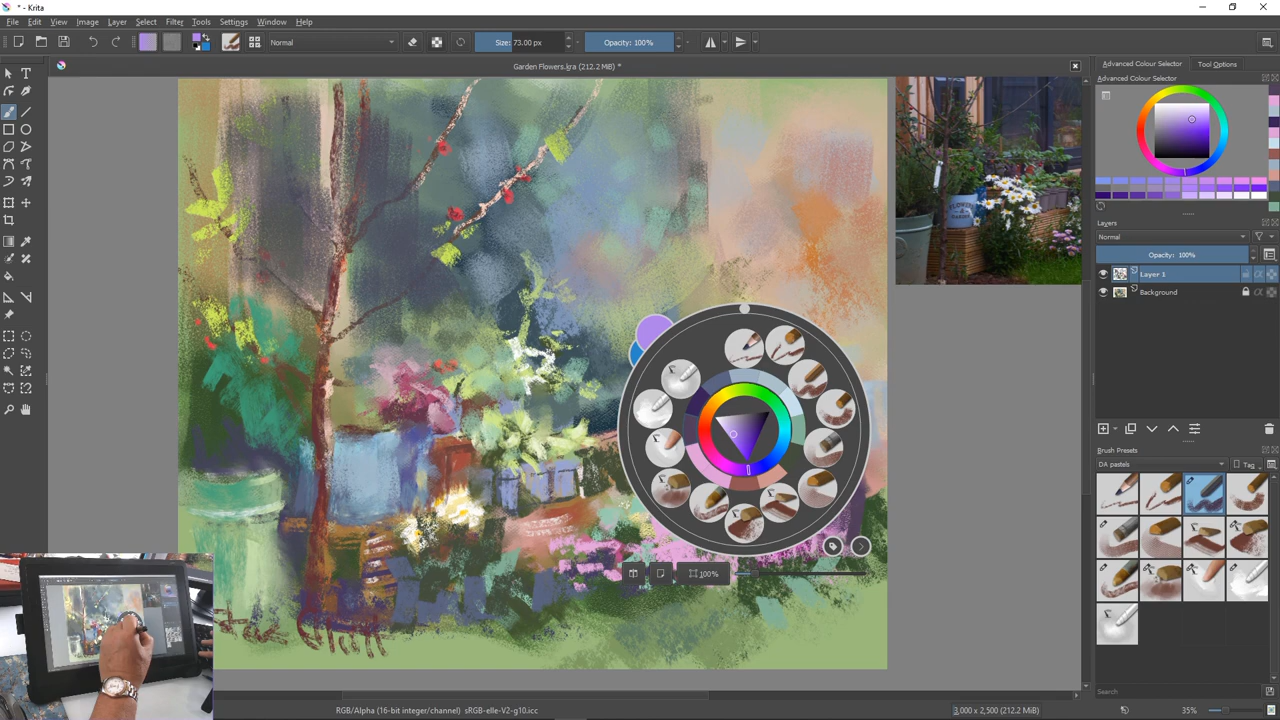 * - Krita
File Edit View Image Layer Select Filter Tools Settings Window Help
Normal Size: 73.00 px Opacity: 100%
Garden Flowers.kra (212.2 MiB) *
Advanced Colour Selector Tool Options
Advanced Colour Selector
Layers
Normal
Opacity: 100%
Layer 1
Background
Brush Presets
DA pastels Tag
100%
Search
RGB/Alpha (16-bit integer/channel) sRGB-elle-V2-g10.icc 3,000 x 2,500 (212.2 MiB) 35%